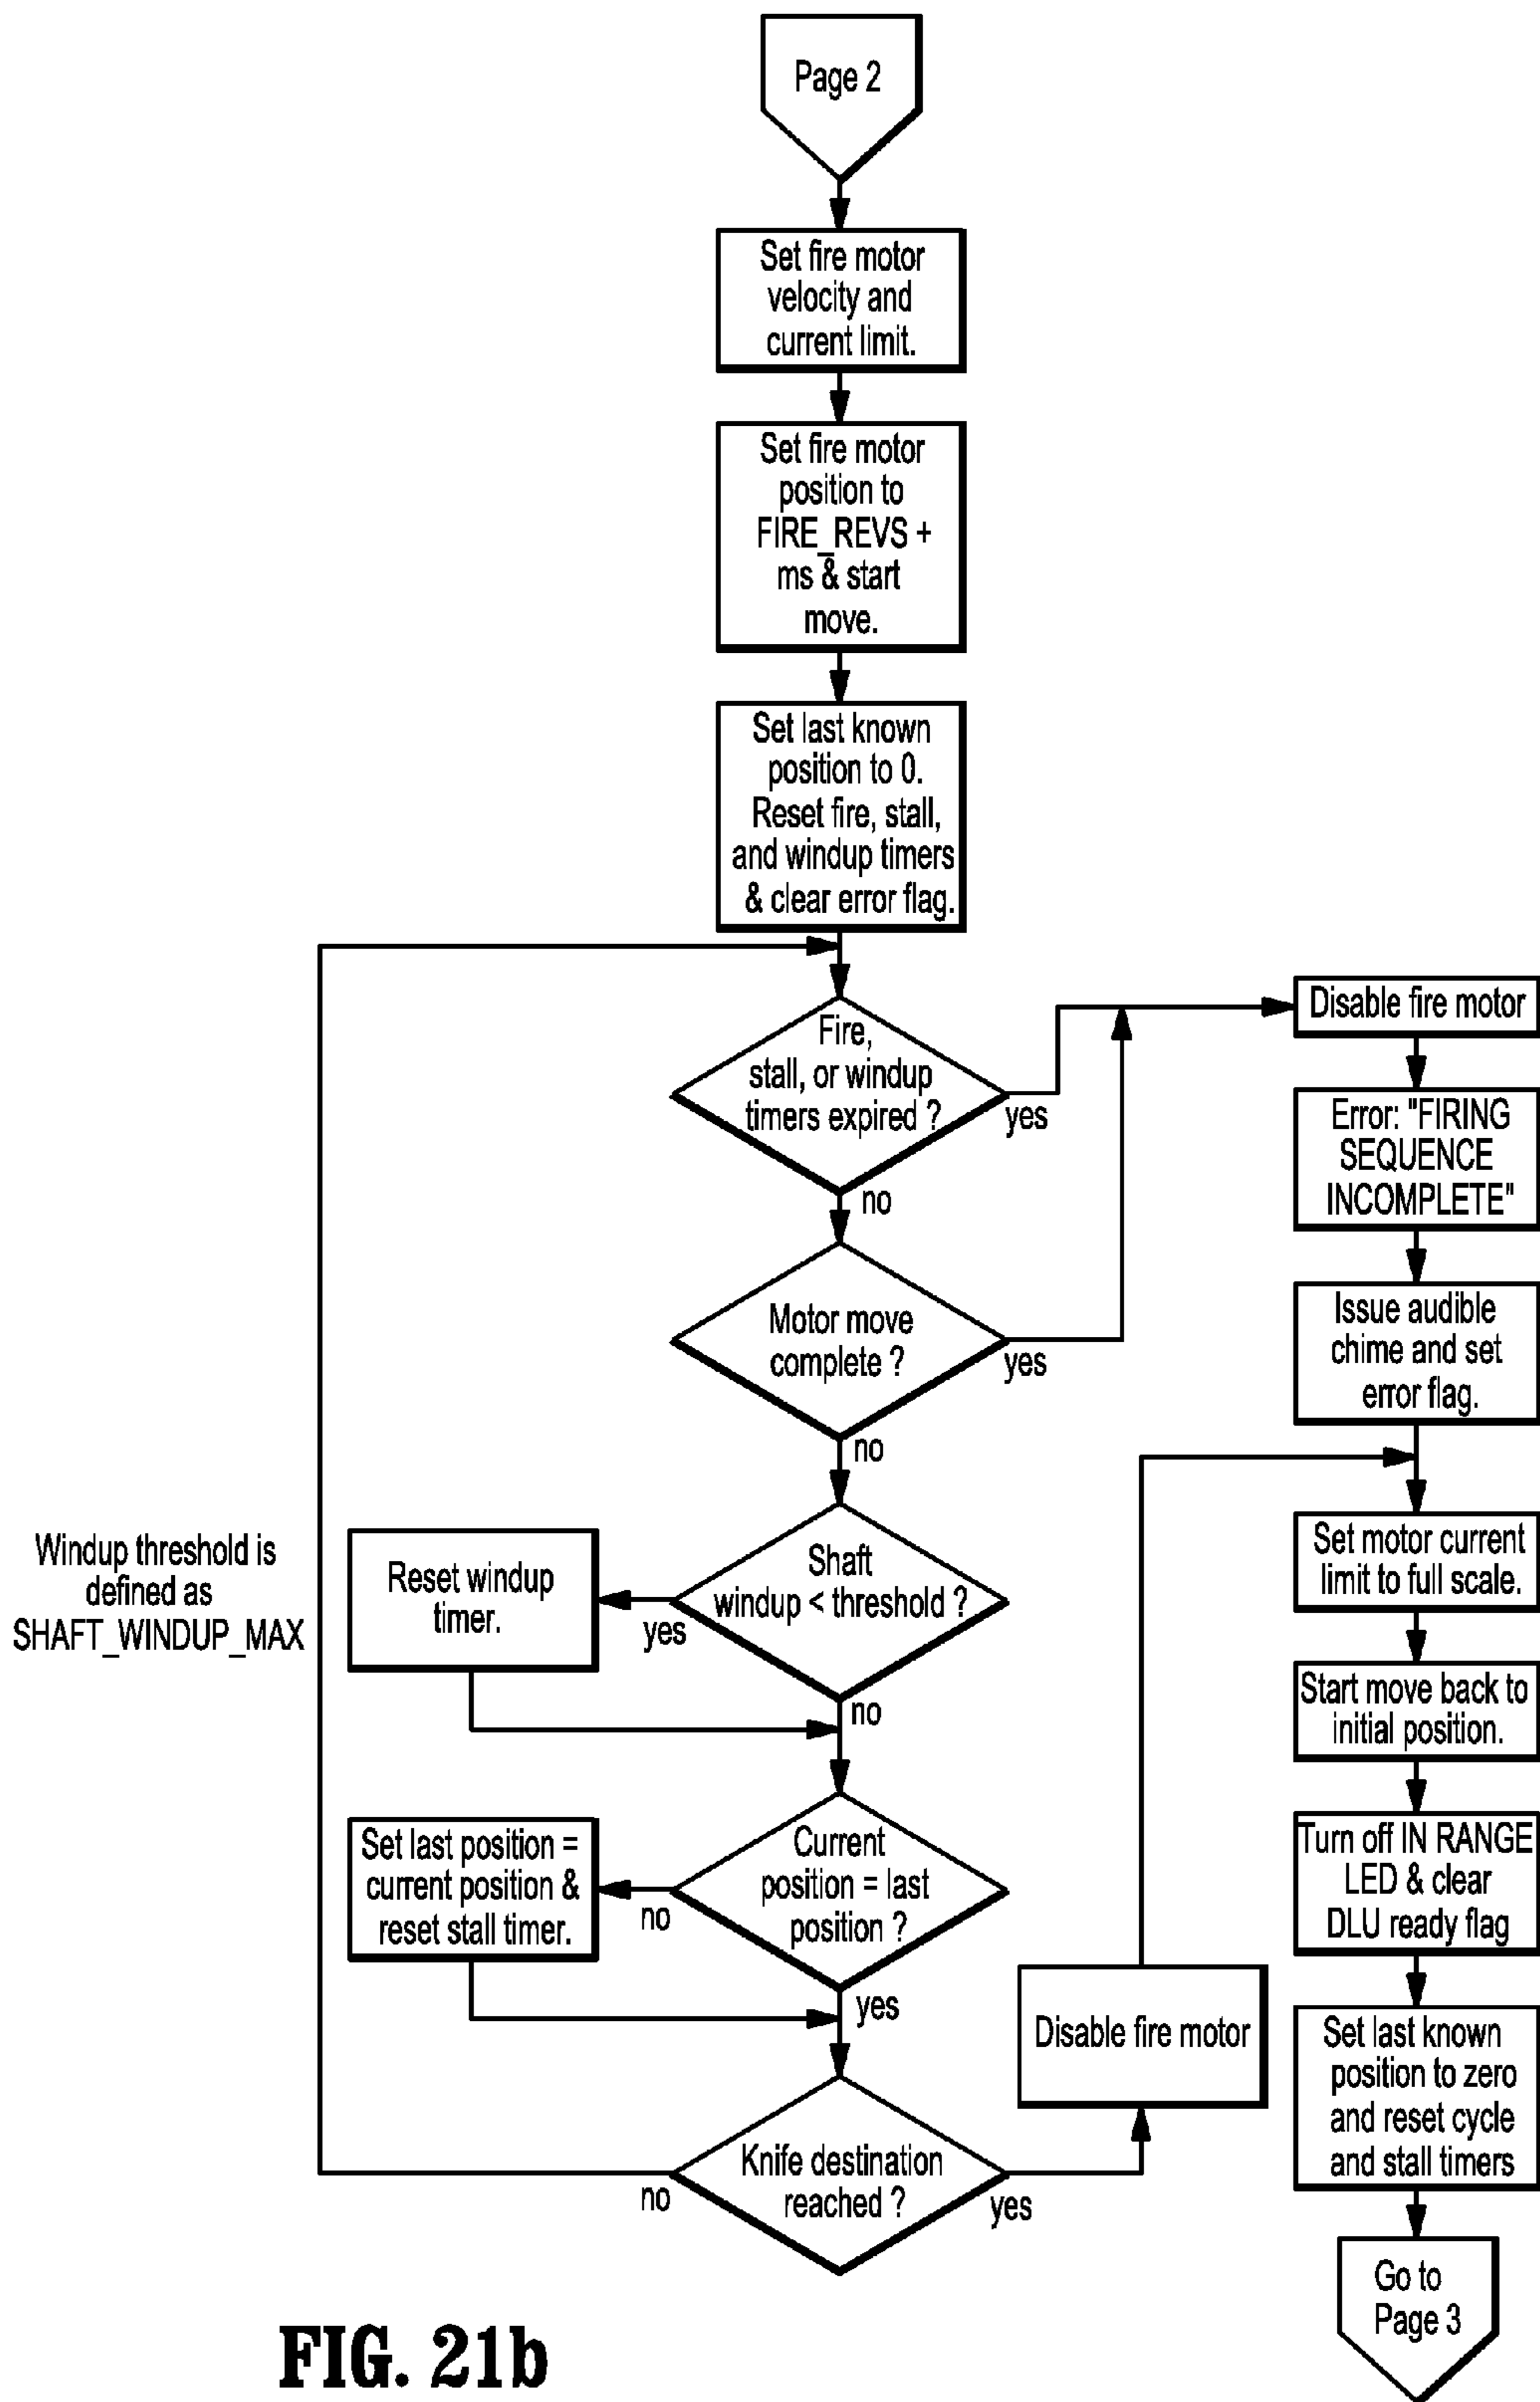 Page 2
Set fire motor
velocity and
current limit.
Set fire motor
position to
FIRE_REVS +
ms & start
move.
Set last known
position to 0.
Reset fire, stall,
and windup timers
& clear error flag.
Fire,
stall, or windup
timers expired ?
yes
no
Motor move
complete ?
yes
no
Shaft
windup < threshold ?
yes
no
Reset windup
timer.
Windup threshold is
defined as
SHAFT_WINDUP_MAX
Current
position = last
position ?
no
yes
Set last position =
current position &
reset stall timer.
Knife destination
reached ?
no
yes
Disable fire motor
Disable fire motor
Error: "FIRING
SEQUENCE
INCOMPLETE"
Issue audible
chime and set
error flag.
Set motor current
limit to full scale.
Start move back to
initial position.
Turn off IN RANGE
LED & clear
DLU ready flag
Set last known
position to zero
and reset cycle
and stall timers
Go to
Page 3
FIG. 21b